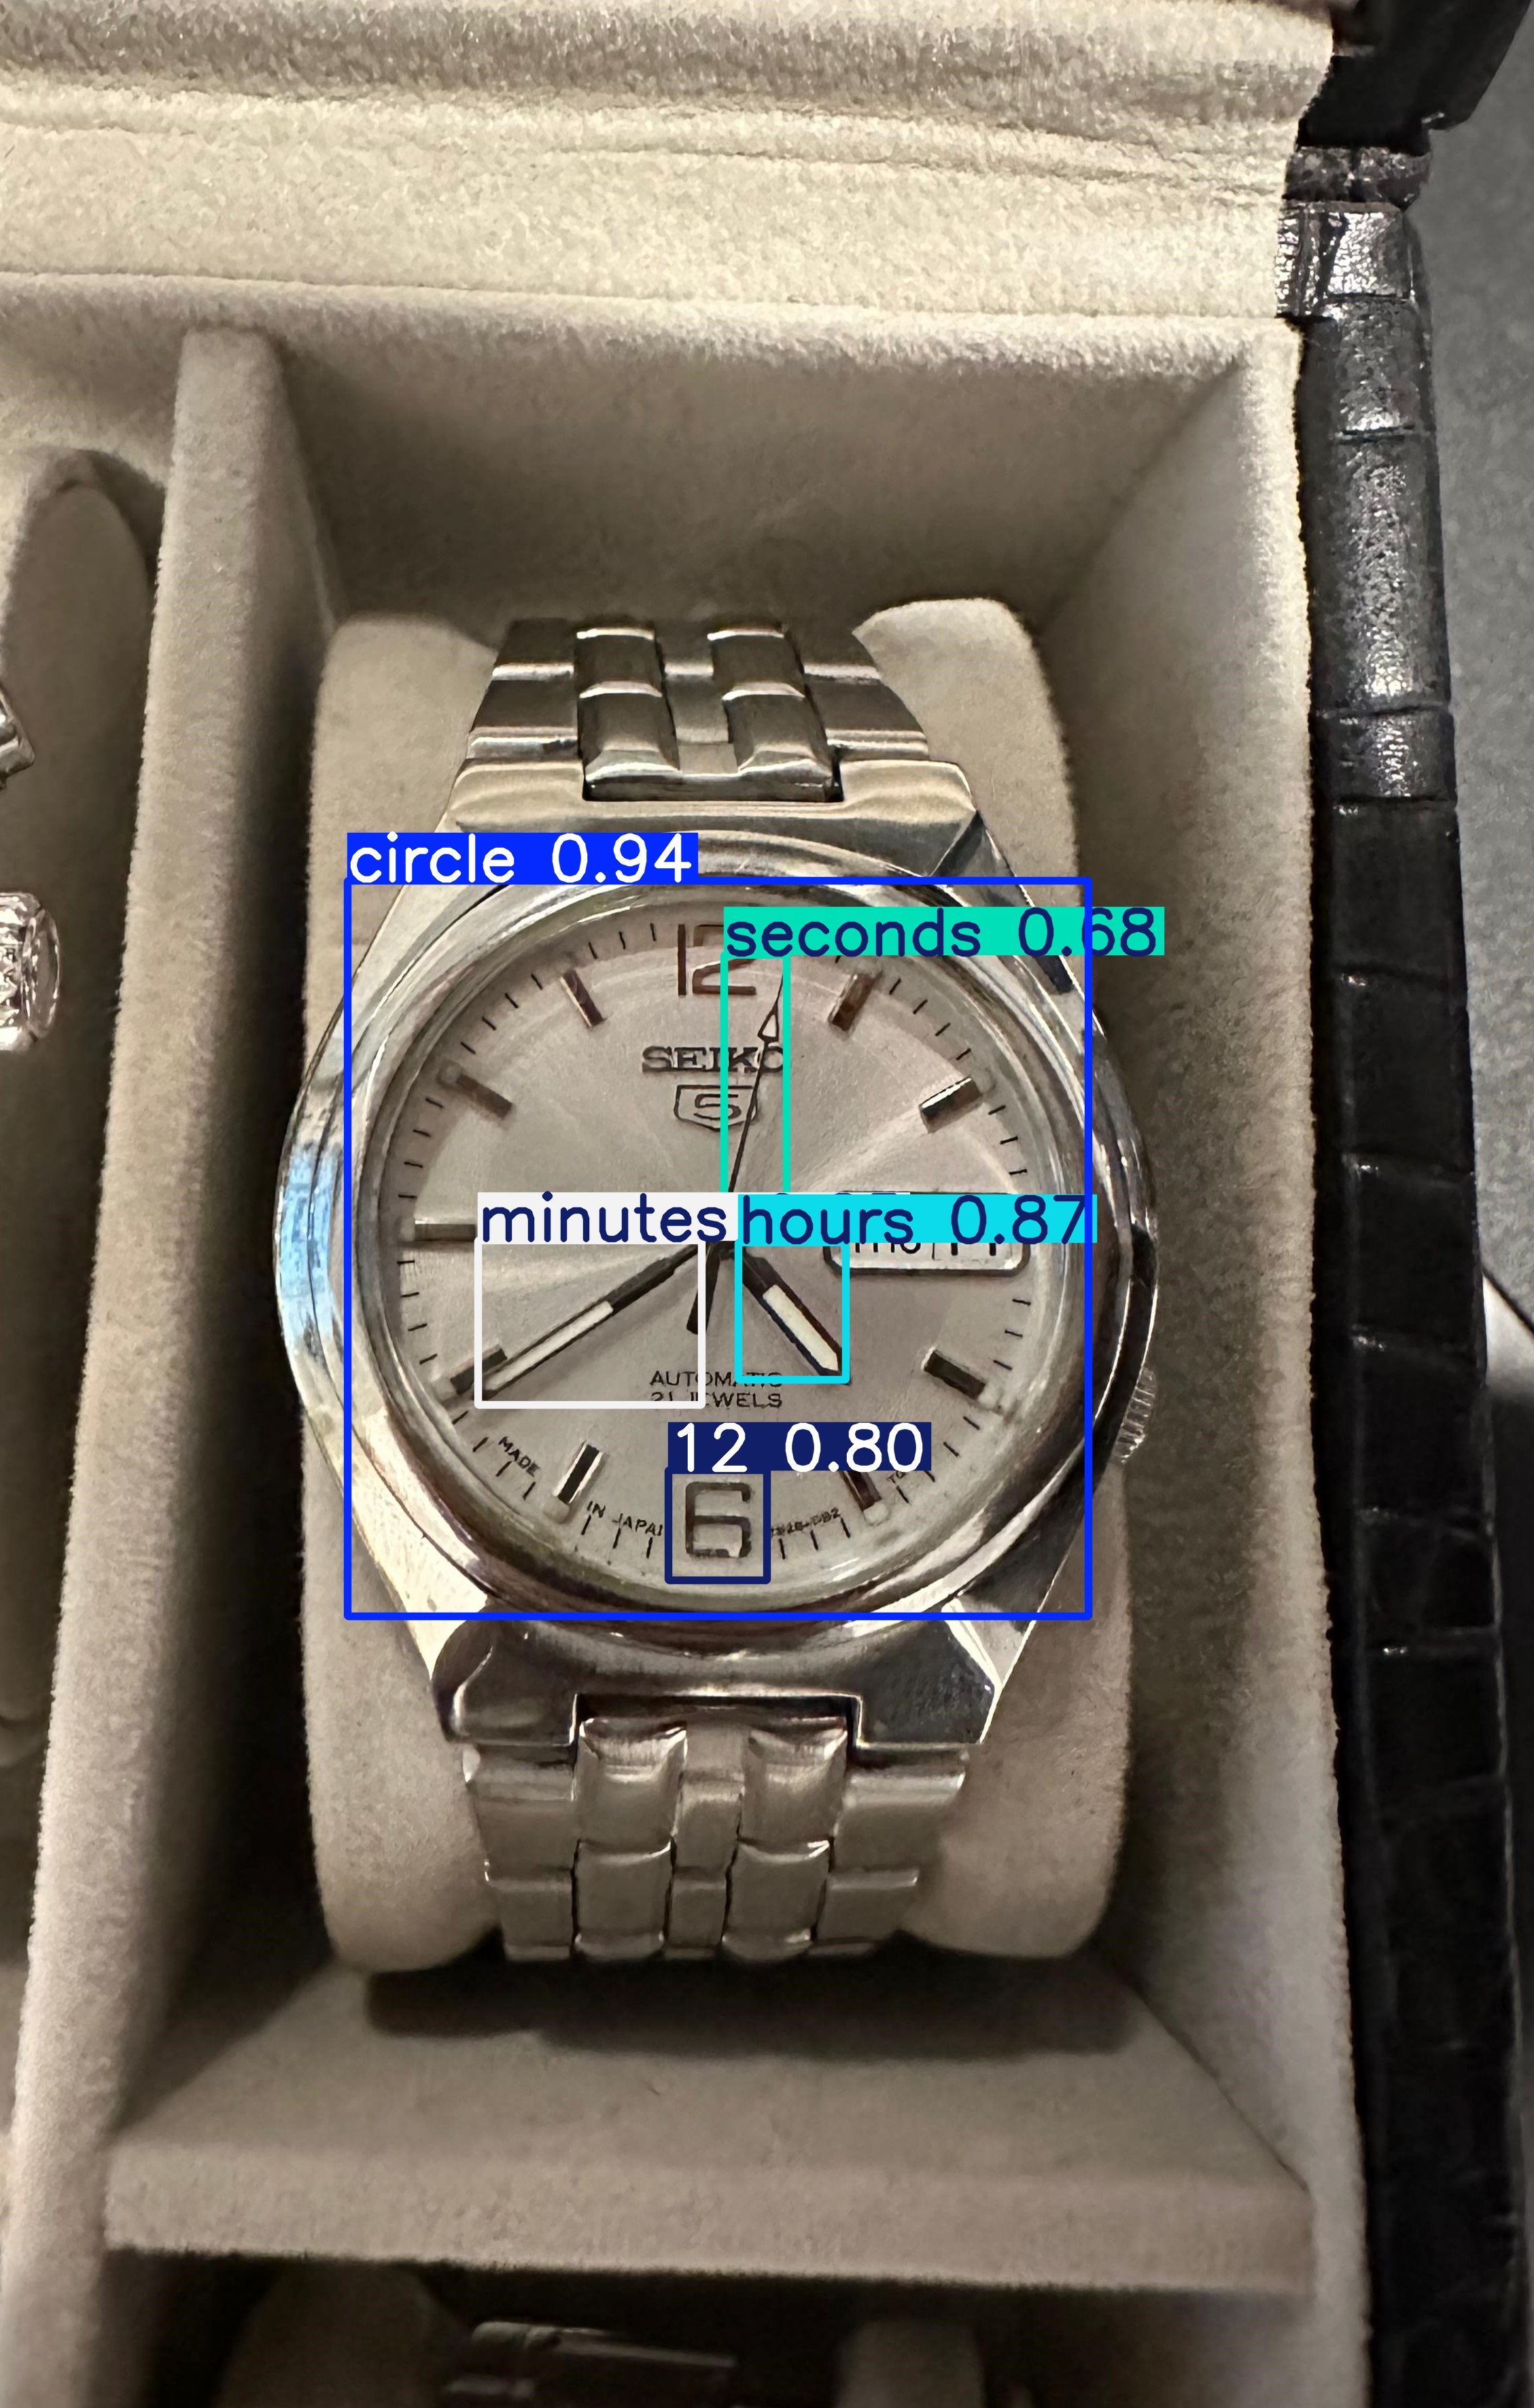 circle 0.94
seconds 0.68
12
SEIKO
5
minutes
hours 0.87
AUTOMATIC
21 JEWELS
12 0.80
MADE
IN JAPAN
6